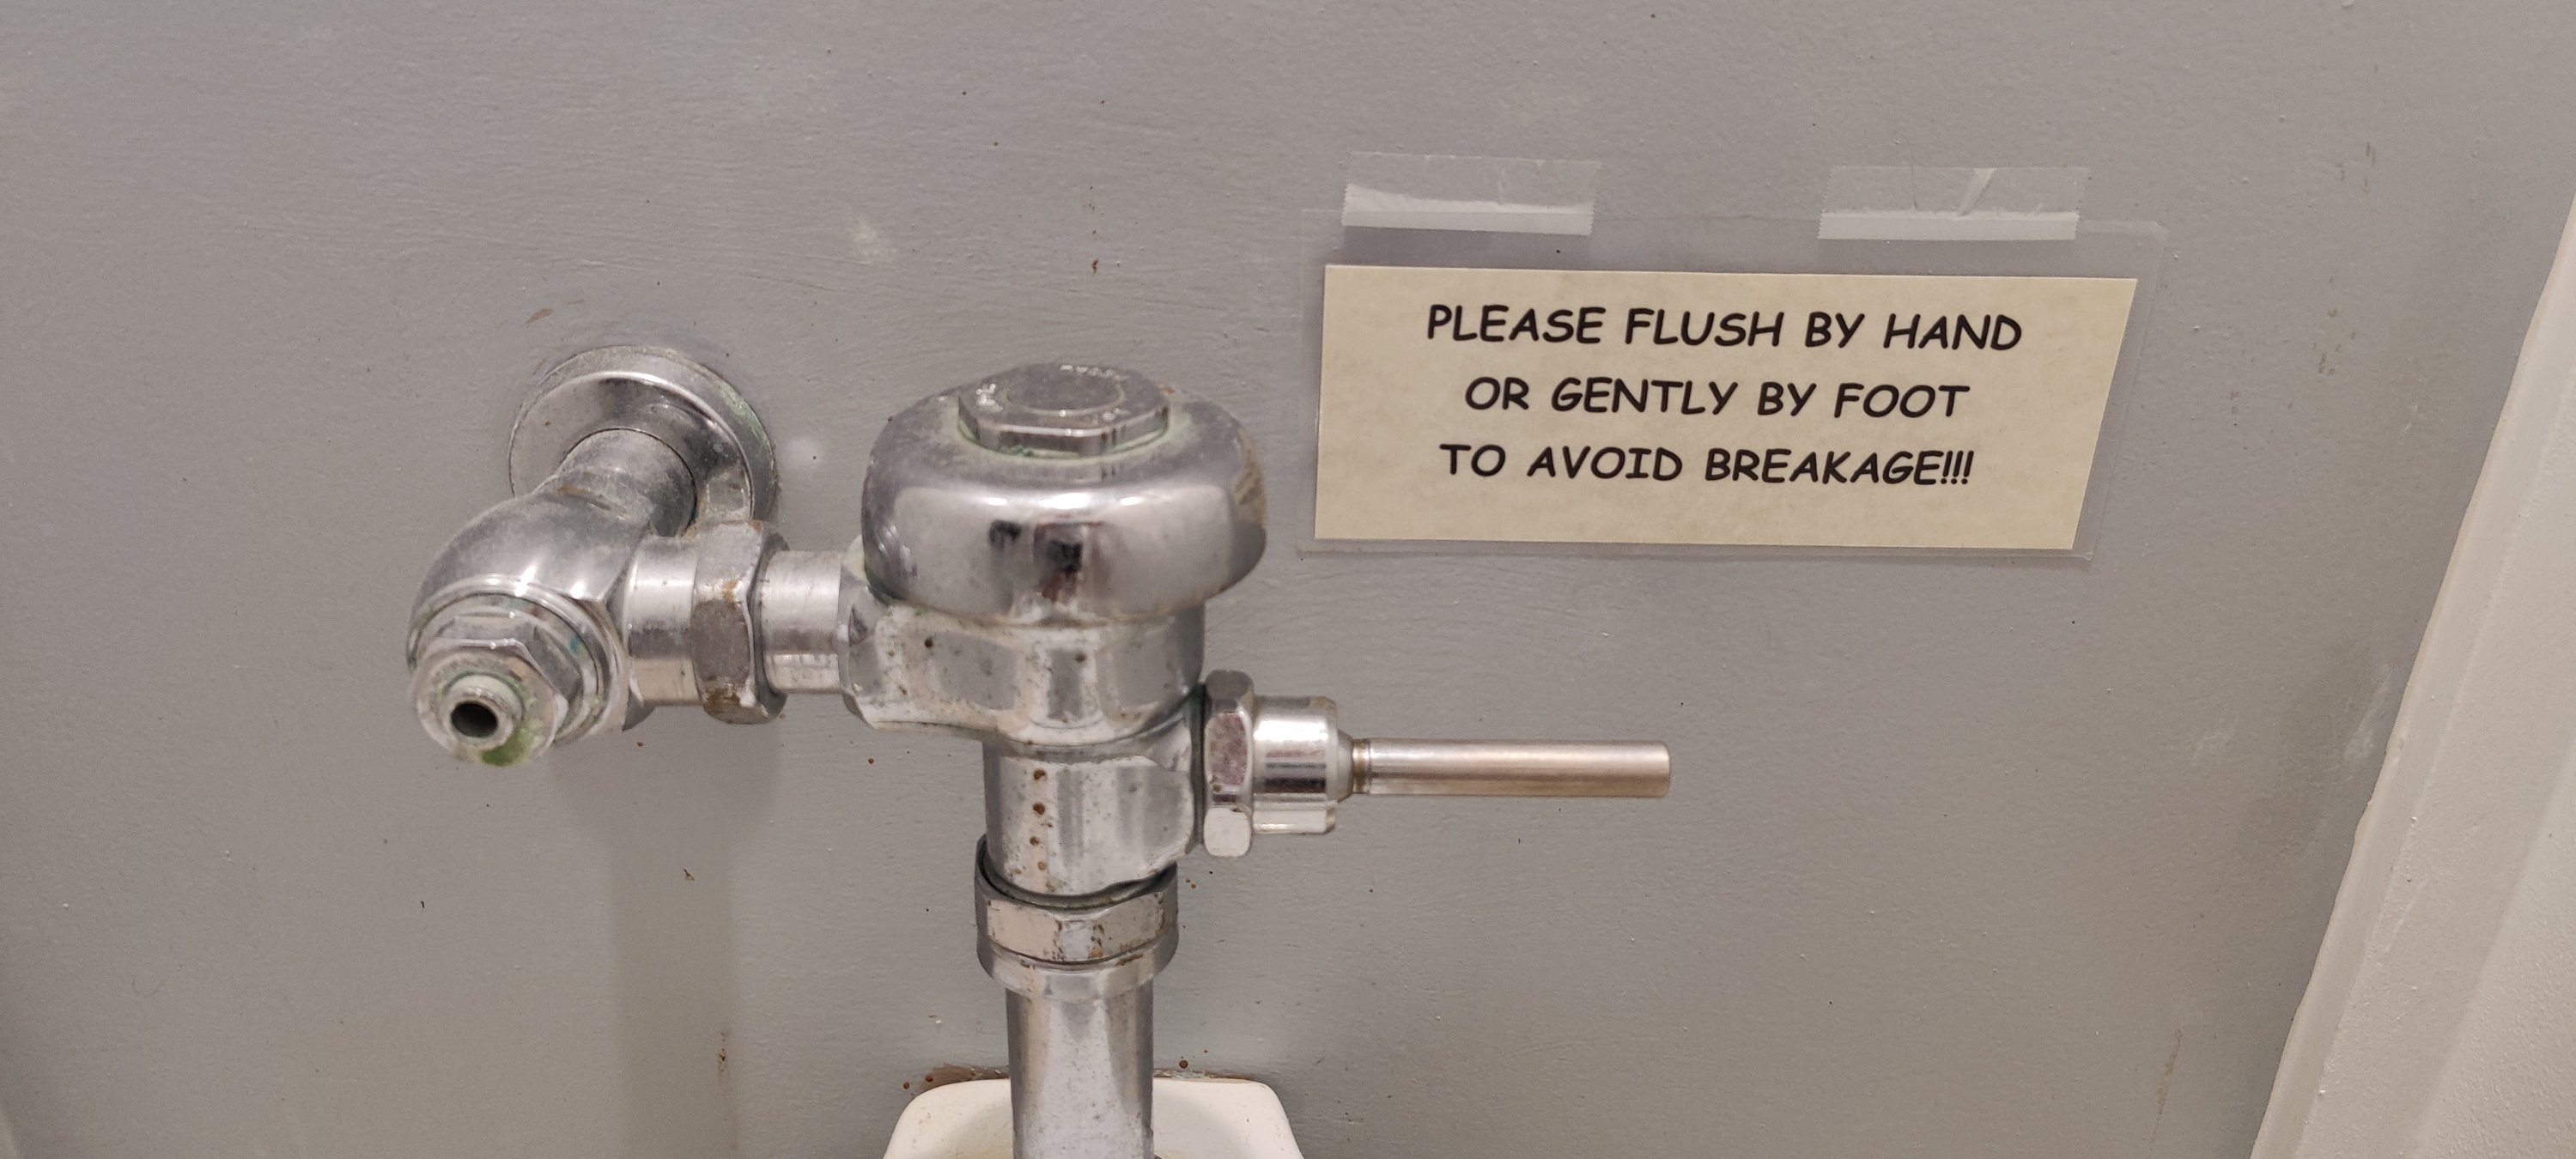 PLEASE FLUSH BY HAND
OR GENTLY BY FOOT
TO AVOID BREAKAGE!!!